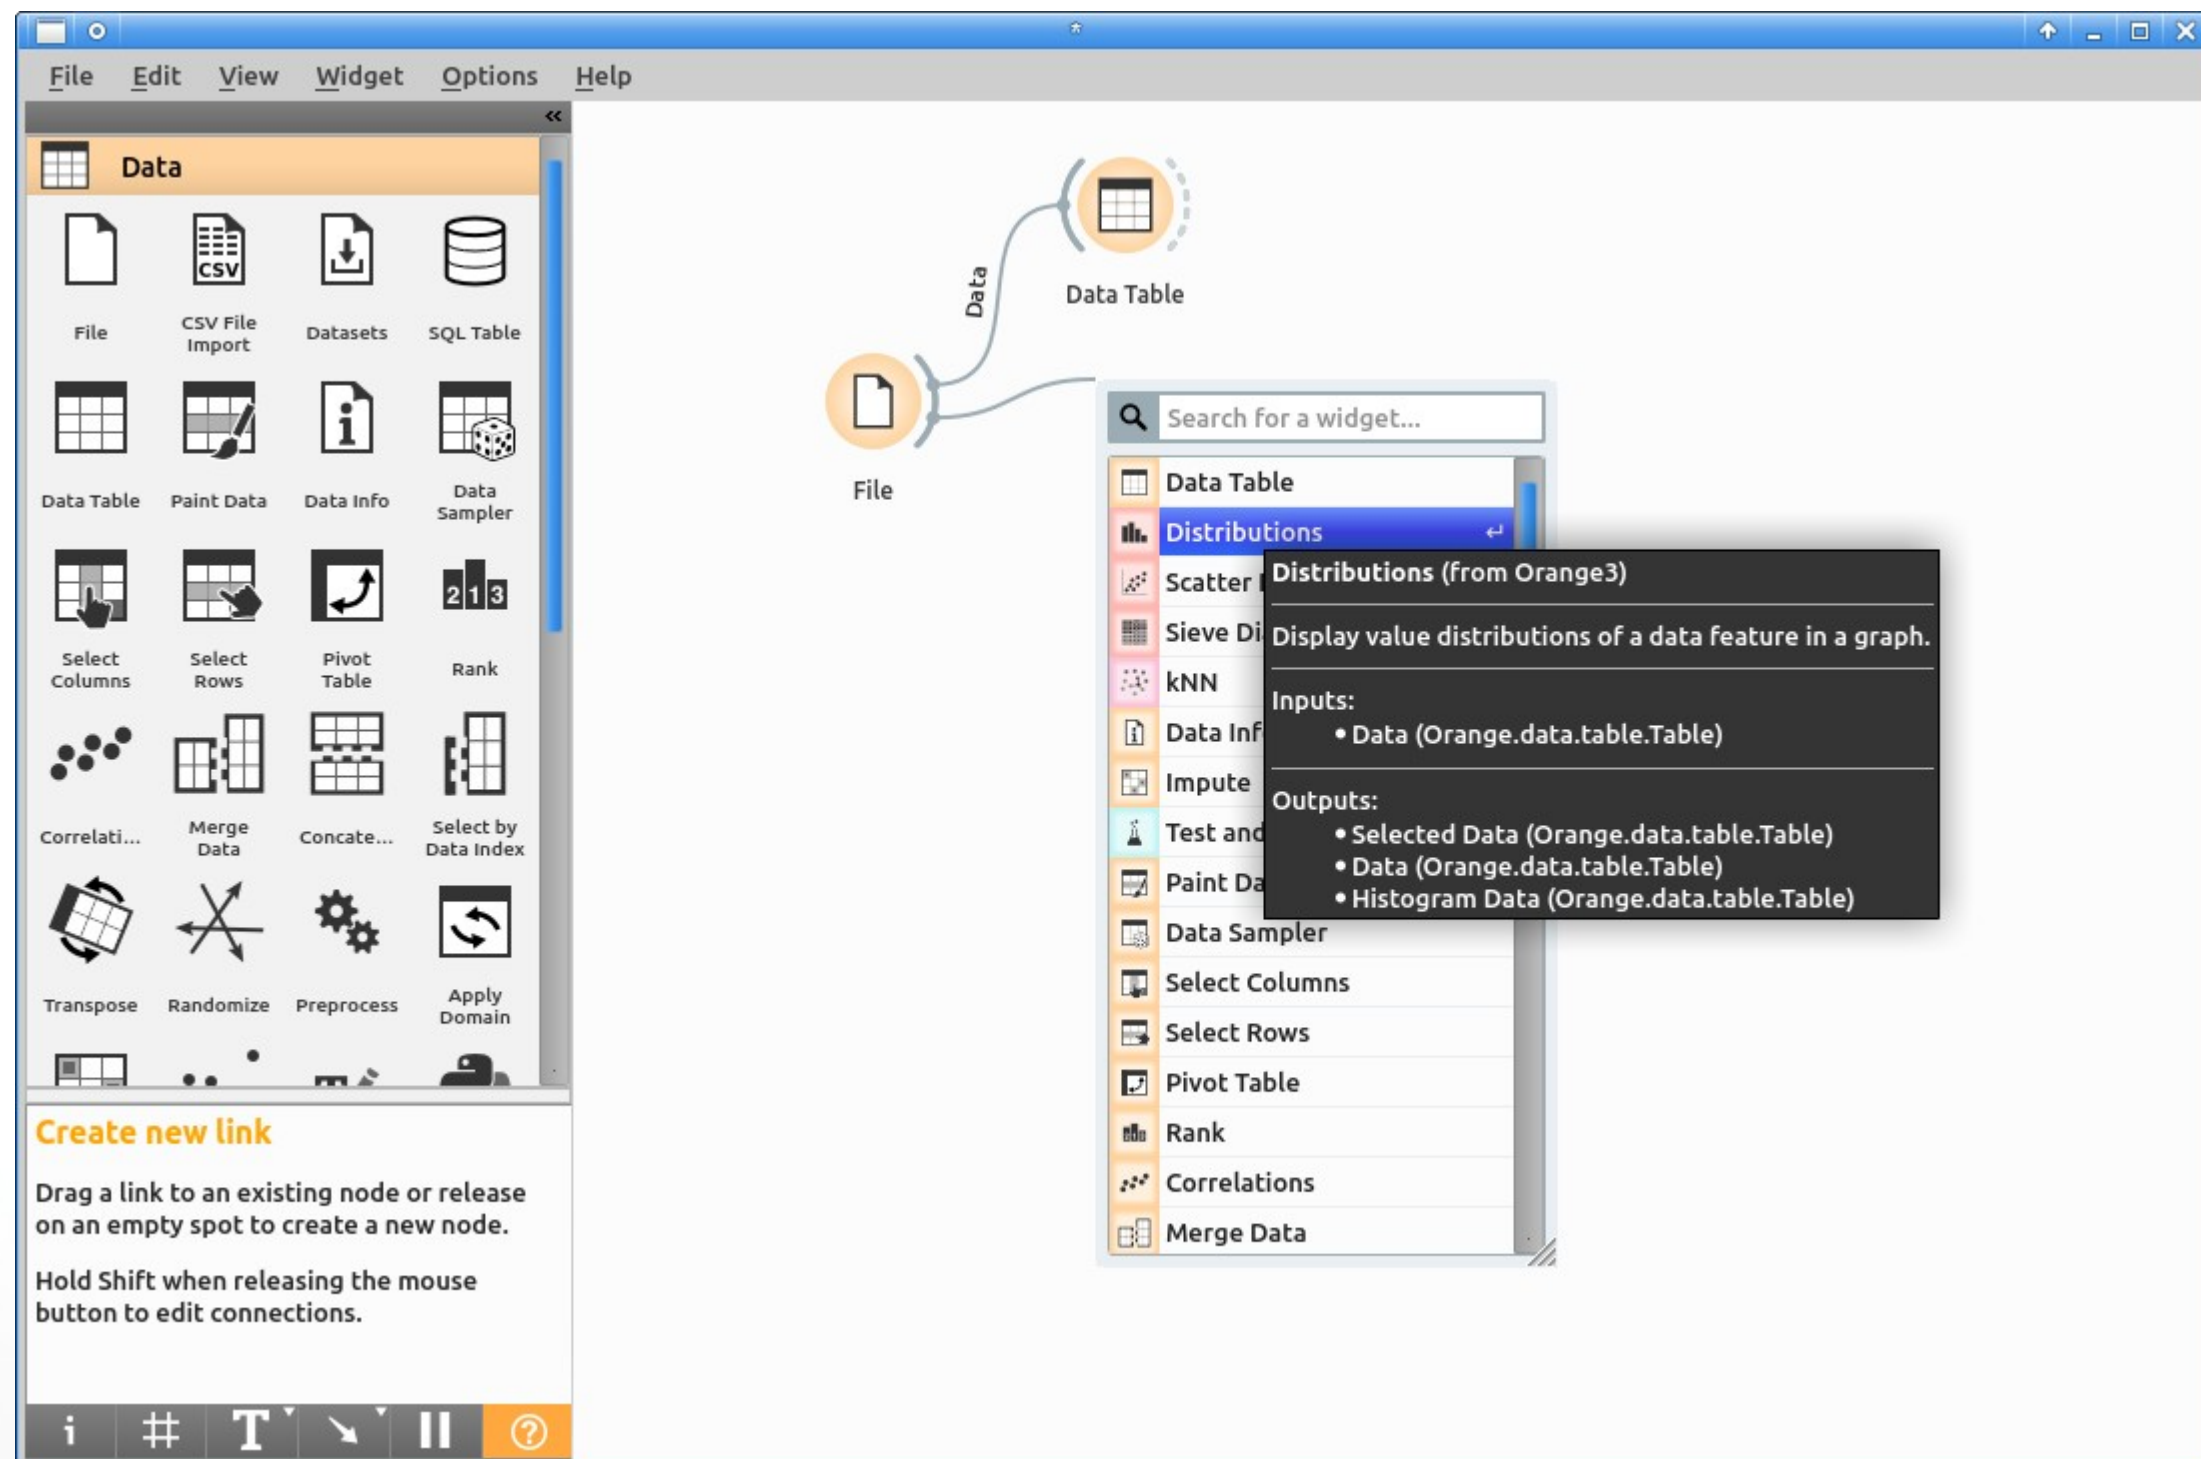 *
File Edit View Widget Options Help
«
Data
File
CSV
CSV File
Import
Datasets
SQL Table
Data Table
Paint Data
Data Info
Data
Sampler
Select
Columns
Select
Rows
Pivot
Table
2 1 3
Rank
Correlati...
Merge
Data
Concate...
Select by
Data Index
Transpose
Randomize
Preprocess
Apply
Domain
Create new link
Drag a link to an existing node or release
on an empty spot to create a new node.
Hold Shift when releasing the mouse
button to edit connections.
Data
Data Table
File
Search for a widget...
Data Table
Distributions
Scatter
Sieve Di
kNN
Data Inf
Impute
Test and
Paint Da
Data Sampler
Select Columns
Select Rows
Pivot Table
Rank
Correlations
Merge Data
Distributions (from Orange3)
Display value distributions of a data feature in a graph.
Inputs:
• Data (Orange.data.table.Table)
Outputs:
• Selected Data (Orange.data.table.Table)
• Data (Orange.data.table.Table)
• Histogram Data (Orange.data.table.Table)